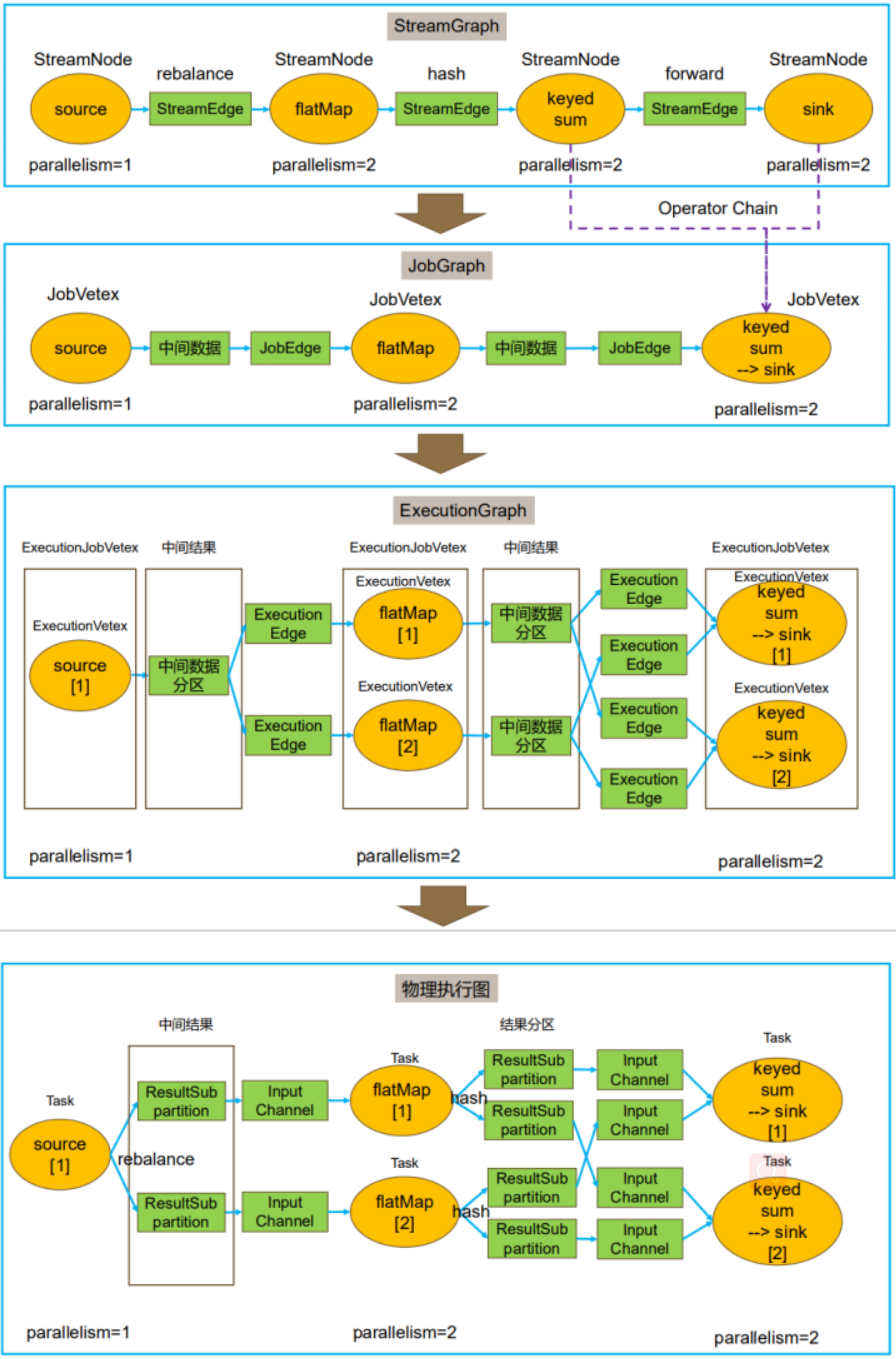 StreamGraph
StreamNode
StreamNode
StreamNode
StreamNode
rebalance
hash
forward
source
StreamEdge
flatMap
StreamEdge
keyed
sum
StreamEdge
sink
parallelism=1
parallelism=2
parallelism=2
parallelism=2
Operator Chain
JobGraph
JobVetex
JobVetex
JobVetex
source
中间数据
JobEdge
flatMap
中间数据
JobEdge
keyed
sum
--> sink
parallelism=1
parallelism=2
parallelism=2
ExecutionGraph
ExecutionJobVetex
中间结果
ExecutionJobVetex
中间结果
ExecutionJobVetex
ExecutionVetex
source
[1]
中间数据
分区
Execution
Edge
Execution
Edge
ExecutionVetex
flatMap
[1]
ExecutionVetex
flatMap
[2]
中间数据
分区
中间数据
分区
Execution
Edge
Execution
Edge
Execution
Edge
Execution
Edge
ExecutionVetex
keyed
sum
--> sink
[1]
ExecutionVetex
keyed
sum
--> sink
[2]
parallelism=1
parallelism=2
parallelism=2
物理执行图
中间结果
结果分区
Task
source
[1]
rebalance
ResultSub
partition
Input
Channel
ResultSub
partition
Input
Channel
Task
flatMap
[1]
hash
Task
flatMap
[2]
hash
ResultSub
partition
Input
Channel
ResultSub
partition
Input
Channel
ResultSub
partition
Input
Channel
ResultSub
partition
Input
Channel
Task
keyed
sum
--> sink
[1]
Task
keyed
sum
--> sink
[2]
parallelism=1
parallelism=2
parallelism=2